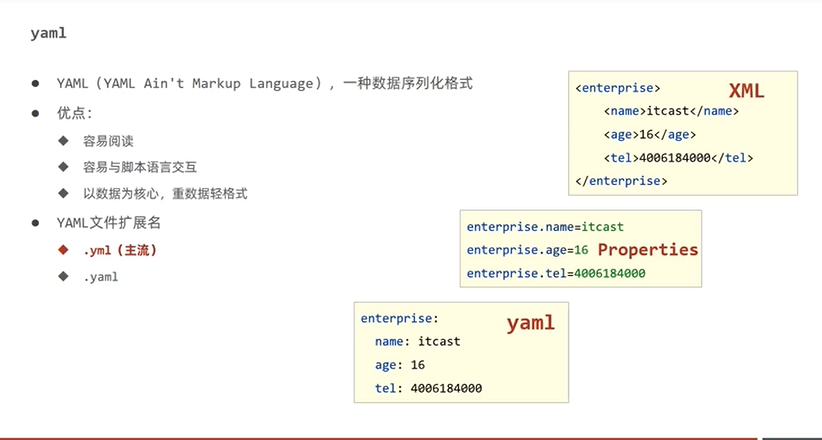 yaml
YAML（YAML Ain't Markup Language），一种数据序列化格式
优点：
容易阅读
容易与脚本语言交互
以数据为核心，重数据轻格式
YAML文件扩展名
.yml（主流）
.yaml
<enterprise>
XML
<name>itcast</name>
<age>16</age>
<tel>4006184000</tel>
</enterprise>
enterprise.name=itcast
enterprise.age=16
Properties
enterprise.tel=4006184000
enterprise:
yaml
name: itcast
age: 16
tel: 4006184000